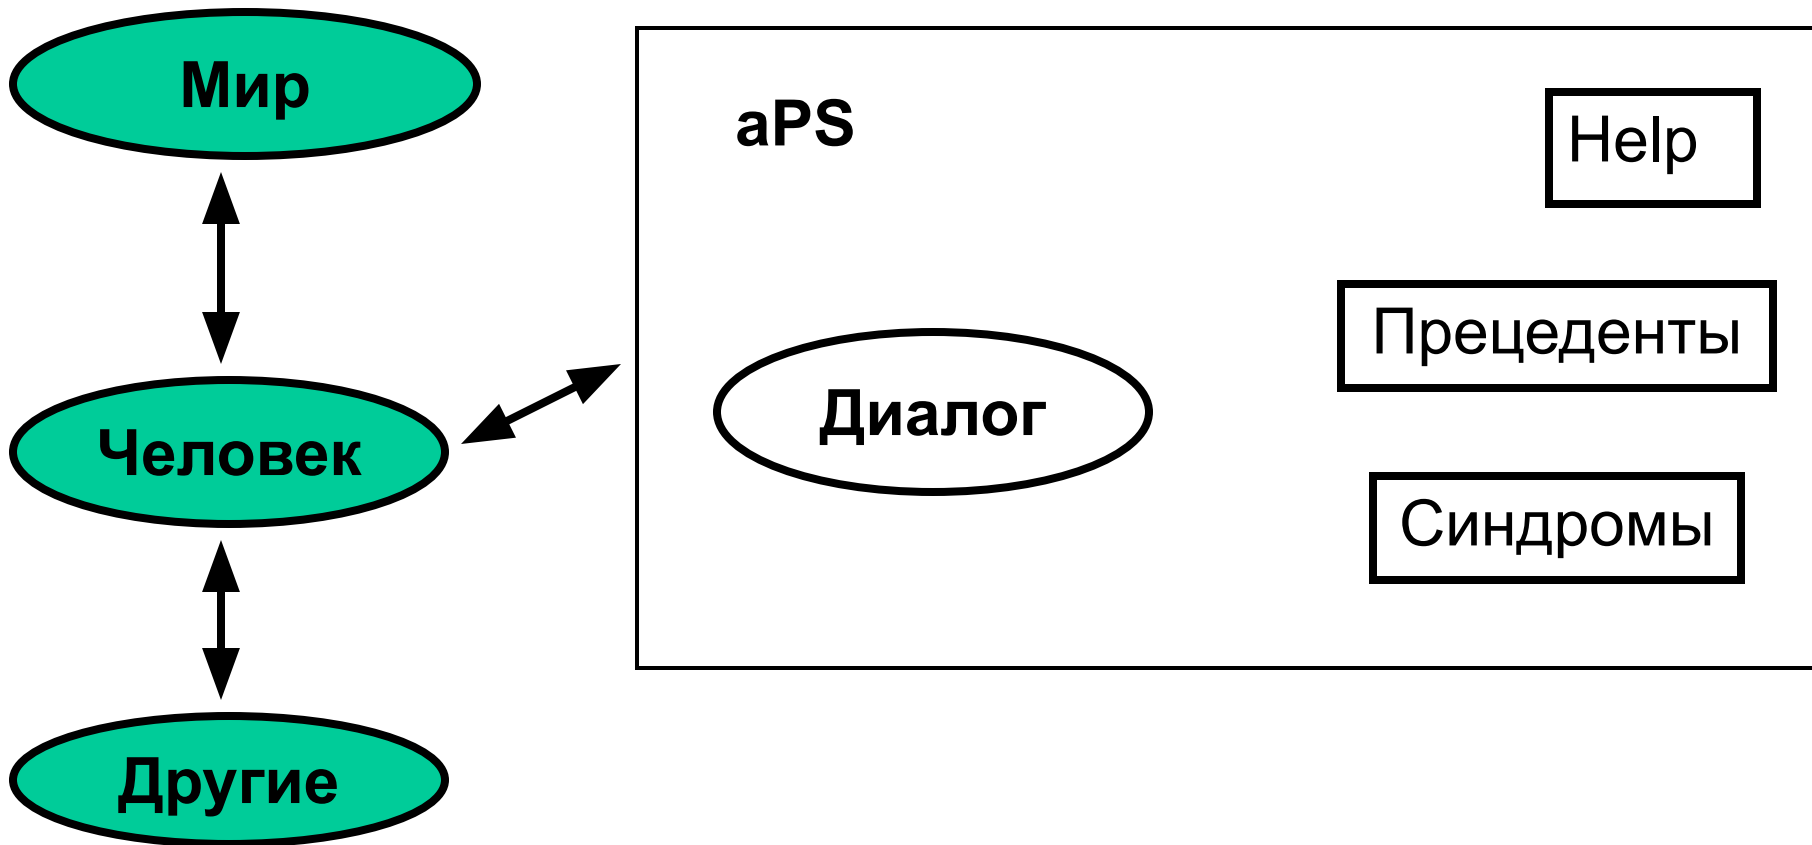 Мир
Человек
Другие
aPS
Диалог
Help
Прецеденты
Синдромы